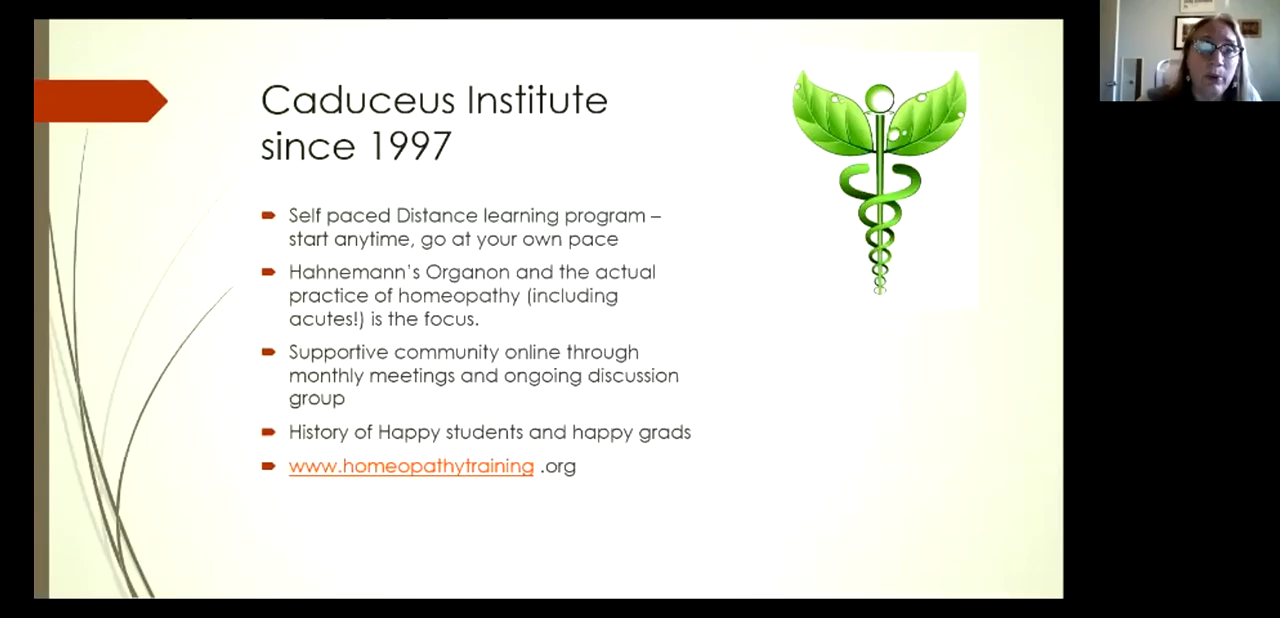 Caduceus Institute
since 1997
Self paced Distance learning program –
start anytime, go at your own pace
Hahnemann's Organon and the actual
practice of homeopathy (including
acutes!) is the focus.
Supportive community online through
monthly meetings and ongoing discussion
group
History of Happy students and happy grads
www.homeopathytraining .org